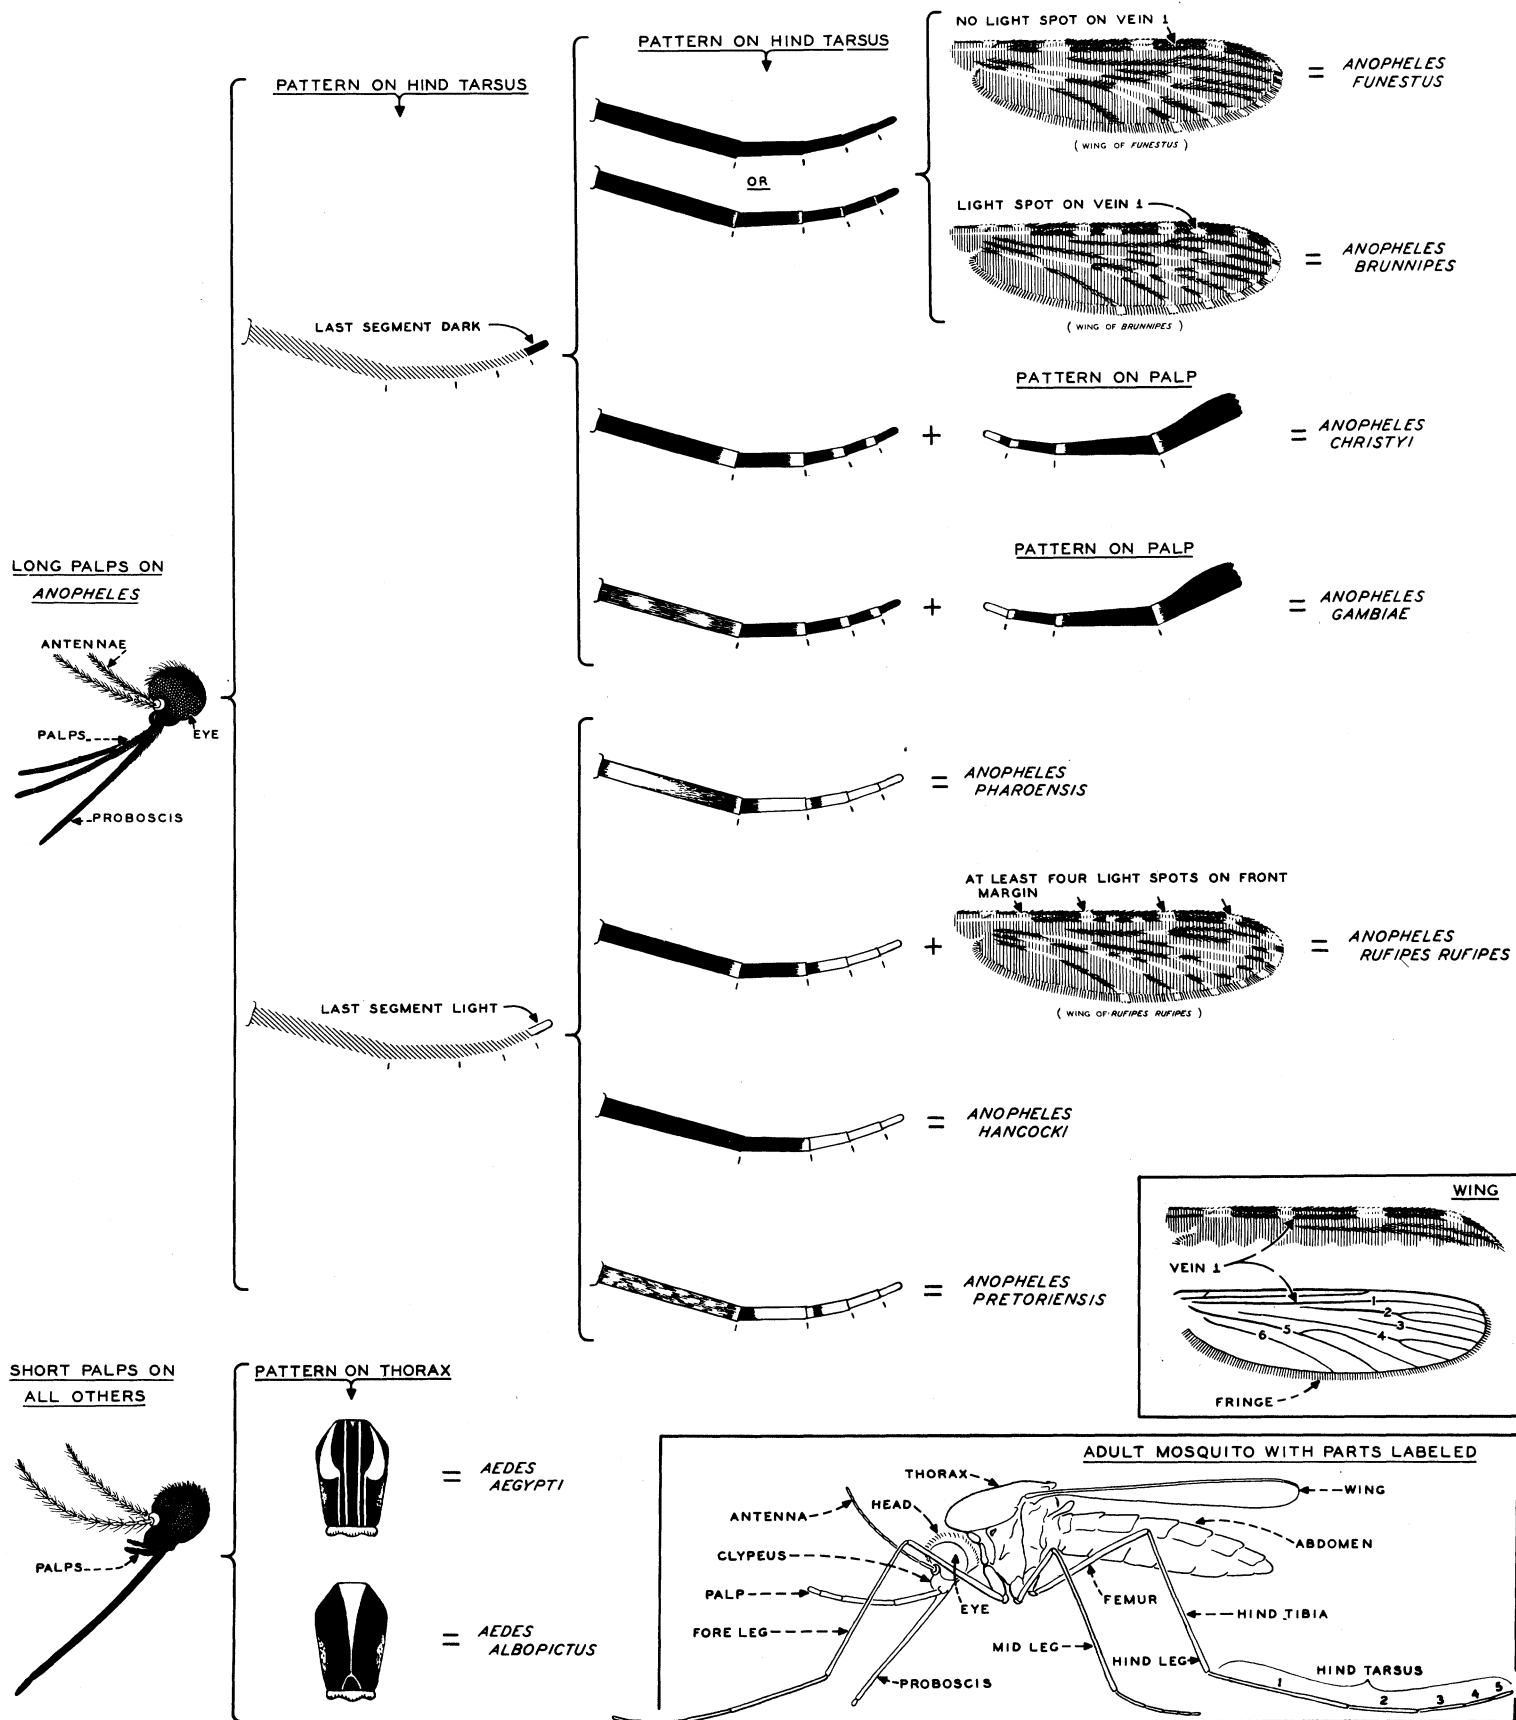 PATTERN ON HIND TARSUS
PATTERN ON HIND TARSUS
NO LIGHT SPOT ON VEIN 1
= ANOPHELES
FUNESTUS
( WING OF FUNESTUS )
OR
LIGHT SPOT ON VEIN 1
= ANOPHELES
BRUNNIPES
( WING OF BRUNNIPES )
LAST SEGMENT DARK
PATTERN ON PALP
+
= ANOPHELES
CHRISTYI
PATTERN ON PALP
+
= ANOPHELES
GAMBIAE
LONG PALPS ON
ANOPHELES
ANTENNAE
PALPS
EYE
PROBOSCIS
= ANOPHELES
PHAROENSIS
AT LEAST FOUR LIGHT SPOTS ON FRONT
MARGIN
+
= ANOPHELES
RUFIPES RUFIPES
( WING OF RUFIPES RUFIPES )
LAST SEGMENT LIGHT
= ANOPHELES
HANCOCKI
= ANOPHELES
PRETORIENSIS
WING
VEIN 1
1
2
3
4
5
6
FRINGE
SHORT PALPS ON
ALL OTHERS
PALPS
PATTERN ON THORAX
= AEDES
AEGYPTI
= AEDES
ALBOPICTUS
ADULT MOSQUITO WITH PARTS LABELED
THORAX
WING
HEAD
ANTENNA
ABDOMEN
CLYPEUS
PALP
EYE
FEMUR
HIND TIBIA
FORE LEG
MID LEG
HIND LEG
HIND TARSUS
PROBOSCIS
1 2 3 4 5